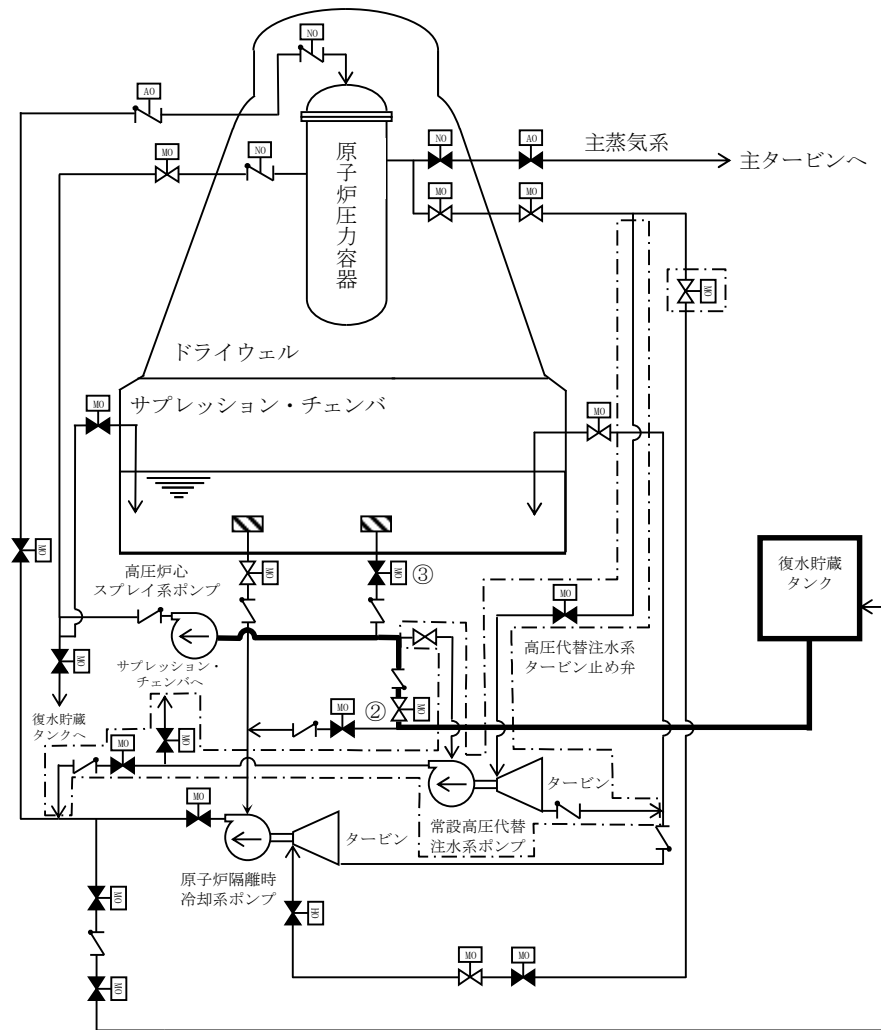 NO
AO
NO
AO
主蒸気系
主タービンへ
MO
NO
原子炉圧力容器
MO
MO
MO
ドライウェル
サプレッション・チェンバ
MO
MO
MO
高圧炉心
スプレイ系ポンプ
MO
MO
③
MO
復水貯蔵
タンク
高圧代替注水系
タービン止め弁
MO
サプレッション・
チェンバへ
②
MO
MO
復水貯蔵
タンクへ
MO
MO
タービン
MO
タービン
常設高圧代替
注水系ポンプ
原子炉隔離時
冷却系ポンプ
MO
HO
MO
MO
MO